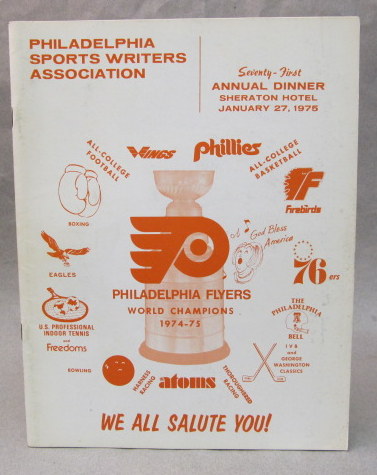 PHILADELPHIA
SPORTS WRITERS
ASSOCIATION
Seventy-First
ANNUAL DINNER
SHERATON HOTEL
JANUARY 27, 1975
ALL-COLLEGE
FOOTBALL
WINGS
phillies
ALL-COLLEGE
BASKETBALL
BOXING
Firebirds
God Bless
America
EAGLES
76ers
PHILADELPHIA FLYERS
WORLD CHAMPIONS
1974-75
U.S. PROFESSIONAL
INDOOR TENNIS
and
Freedoms
THE
PHILADELPHIA
BELL
IVB
and
GEORGE
WASHINGTON
CLASSICS
BOWLING
HARNESS
RACING
atoms
THOROUGHBRED
RACING
WE ALL SALUTE YOU!